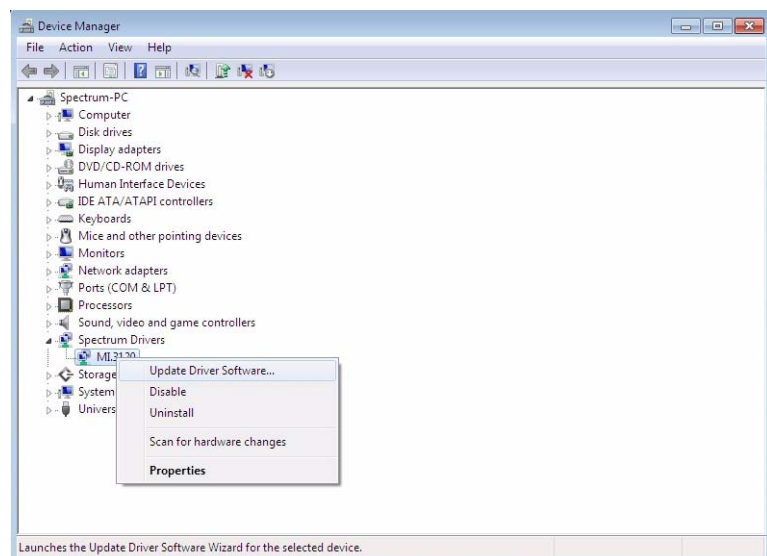 Device Manager
File Action View Help
Spectrum-PC
Computer
Disk drives
Display adapters
DVD/CD-ROM drives
Human Interface Devices
IDE ATA/ATAPI controllers
Keyboards
Mice and other pointing devices
Monitors
Network adapters
Ports (COM & LPT)
Processors
Sound, video and game controllers
Spectrum Drivers
MI.3120
Storage
System
Univers
Update Driver Software...
Disable
Uninstall
Scan for hardware changes
Properties
Launches the Update Driver Software Wizard for the selected device.